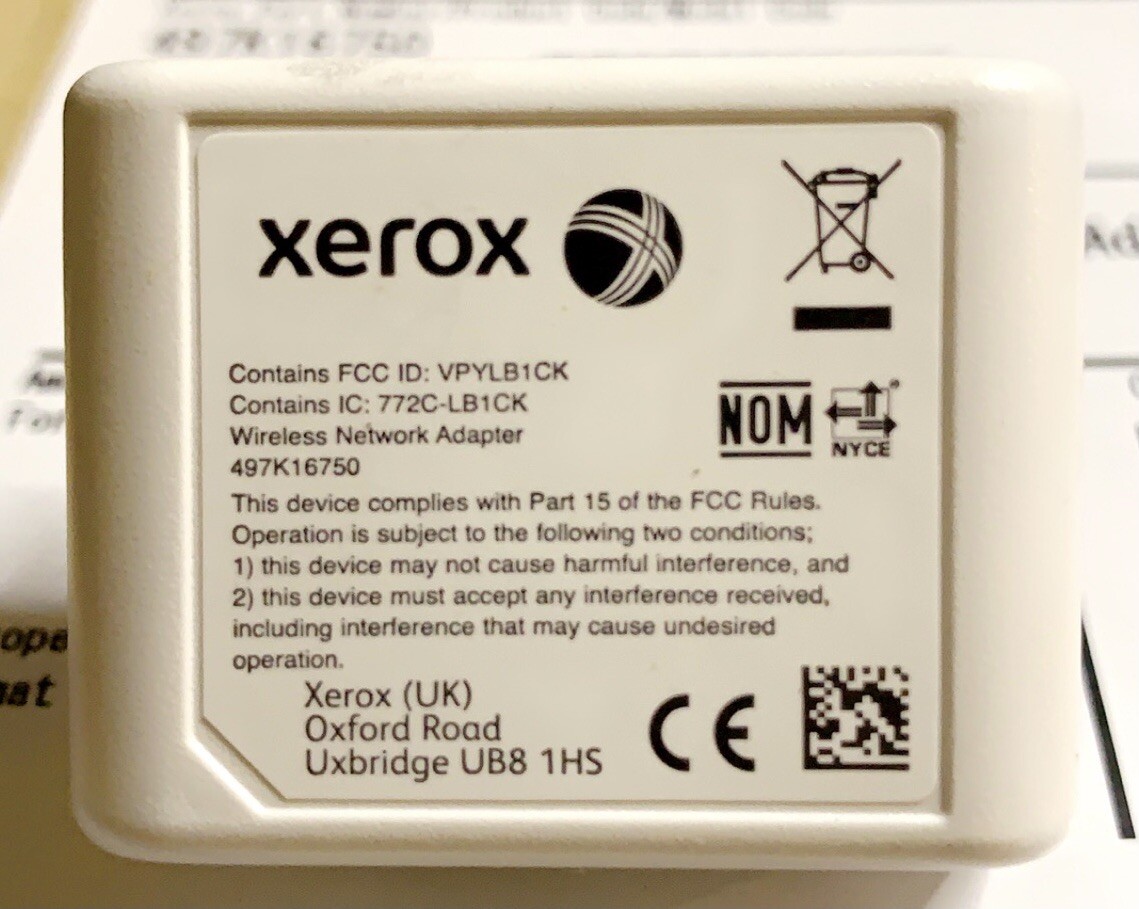 xerox
Contains FCC ID: VPYLB1CK
Contains IC: 772C-LB1CK
Wireless Network Adapter
497K16750
NOM
NYCE
This device complies with Part 15 of the FCC Rules.
Operation is subject to the following two conditions;
1) this device may not cause harmful interference, and
2) this device must accept any interference received,
including interference that may cause undesired
operation.
Xerox (UK)
Oxford Road
Uxbridge UB8 1HS
CE